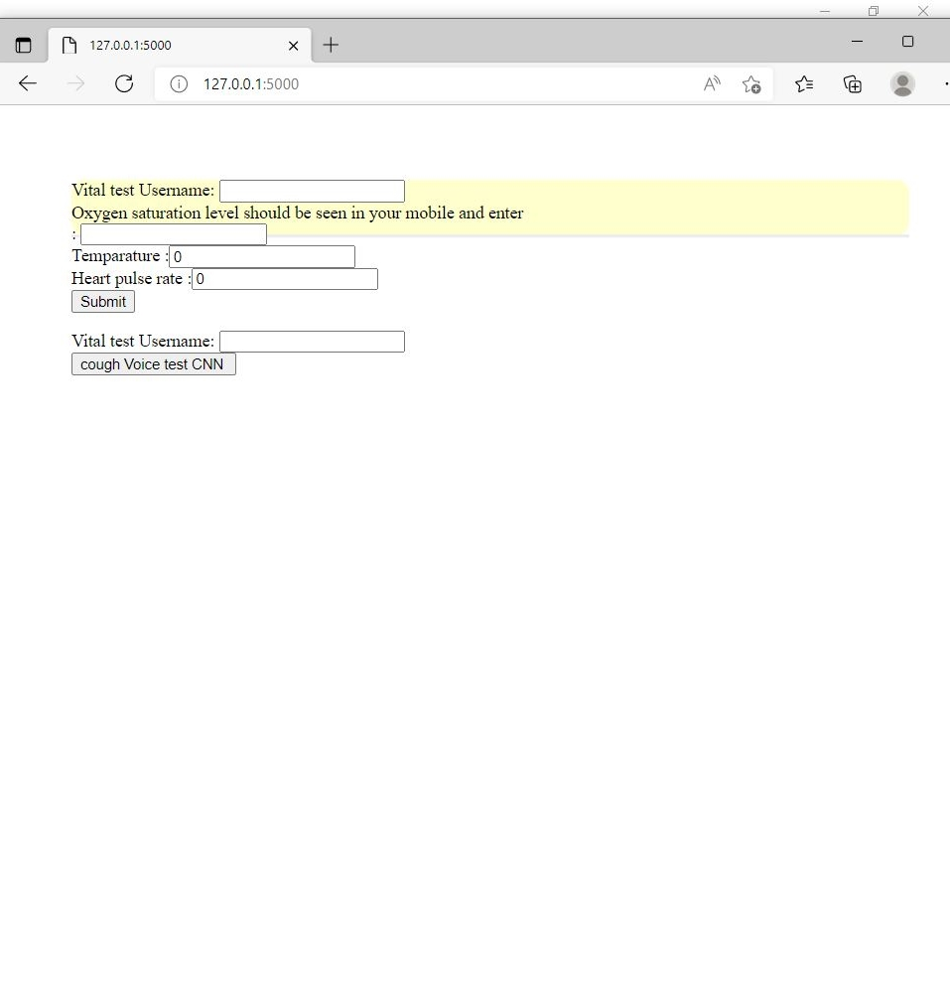 127.0.0.1:5000
127.0.0.1:5000
Vital test Username:
Oxygen saturation level should be seen in your mobile and enter
:
Temparature :0
Heart pulse rate :0
Submit
Vital test Username:
cough Voice test CNN